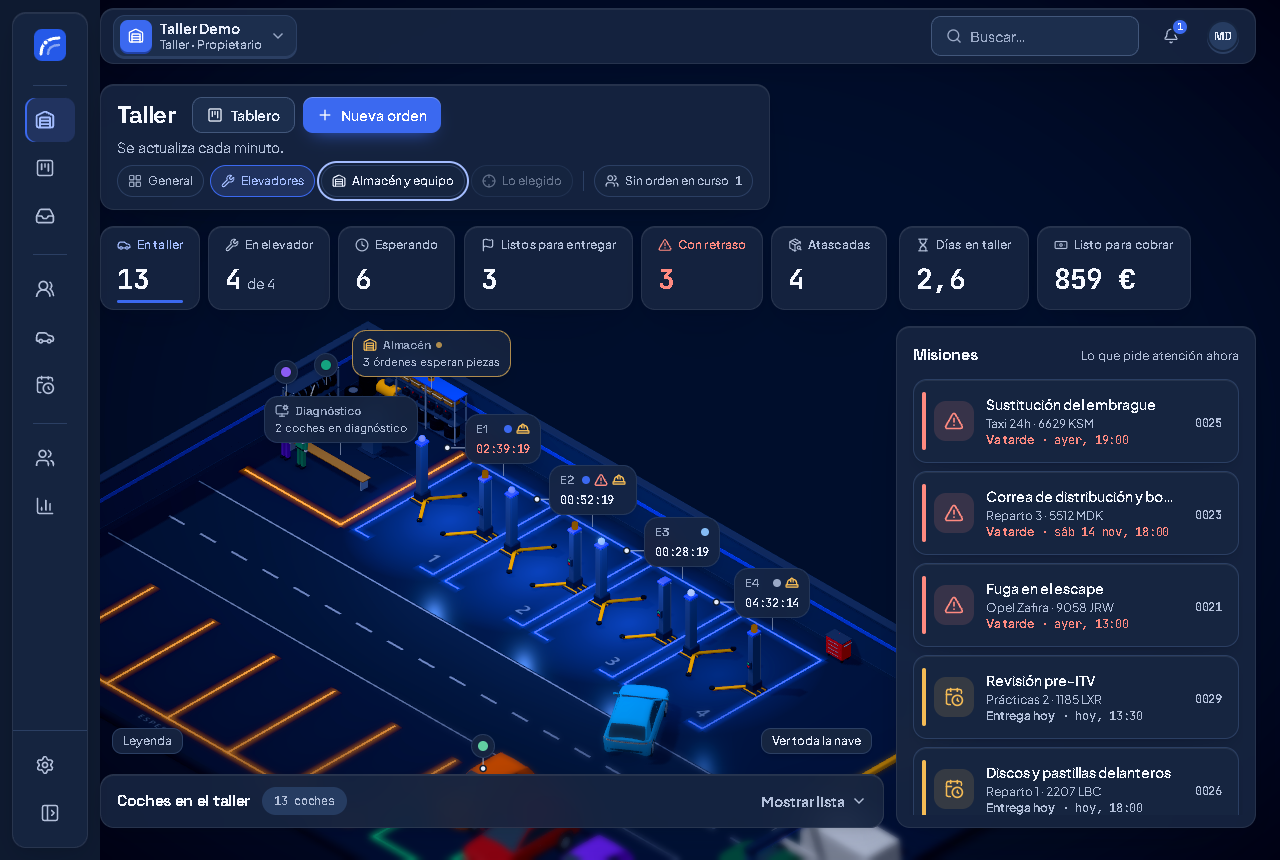 Taller Demo
Taller · Propietario
Buscar...
1
MD
Taller
Tablero
Nueva orden
Se actualiza cada minuto.
General
Elevadores
Almacén y equipo
Lo elegido
Sin orden en curso 1
En taller
13
En elevador
4 de 4
Esperando
6
Listos para entregar
3
Con retraso
3
Atascadas
4
Días en taller
2,6
Listo para cobrar
859 €
Almacén
3 órdenes esperan piezas
Diagnóstico
2 coches en diagnóstico
E1
02:39:19
E2
00:52:19
E3
00:28:19
E4
04:32:14
1
2
3
4
Leyenda
Ver toda la nave
Coches en el taller
13 coches
Mostrar lista
Misiones
Lo que pide atención ahora
Sustitución del embrague
Taxi 24h · 6629 KSM
0025
Va tarde · ayer, 19:00
Correa de distribución y bo...
Reparto 3 · 5512 MDK
0023
Va tarde · sáb 14 nov, 18:00
Fuga en el escape
Opel Zafira · 9058 JRW
0021
Va tarde · ayer, 13:00
Revisión pre-ITV
Prácticas 2 · 1185 LXR
0029
Entrega hoy · hoy, 13:30
Discos y pastillas delanteros
Reparto 1 · 2207 LBC
0026
Entrega hoy · hoy, 18:00